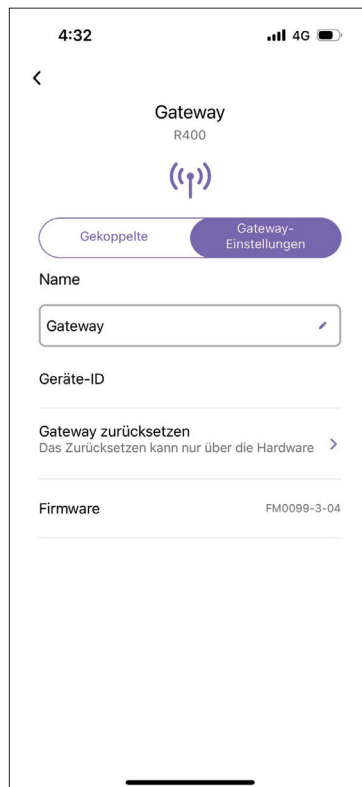 4:32 4G
Gateway
R400
Gekoppelte
Gateway-
Einstellungen
Name
Gateway
Geräte-ID
Gateway zurücksetzen
Das Zurücksetzen kann nur über die Hardware
Firmware FM0099-3-04